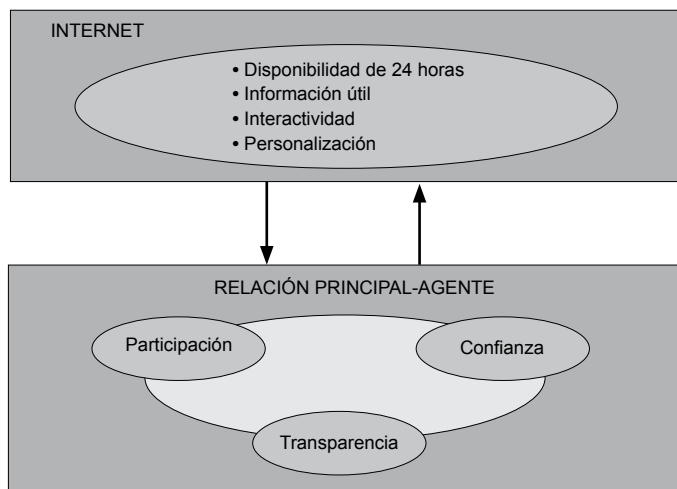 INTERNET
• Disponibilidad de 24 horas
• Información útil
• Interactividad
• Personalización
RELACIÓN PRINCIPAL-AGENTE
Participación
Confianza
Transparencia